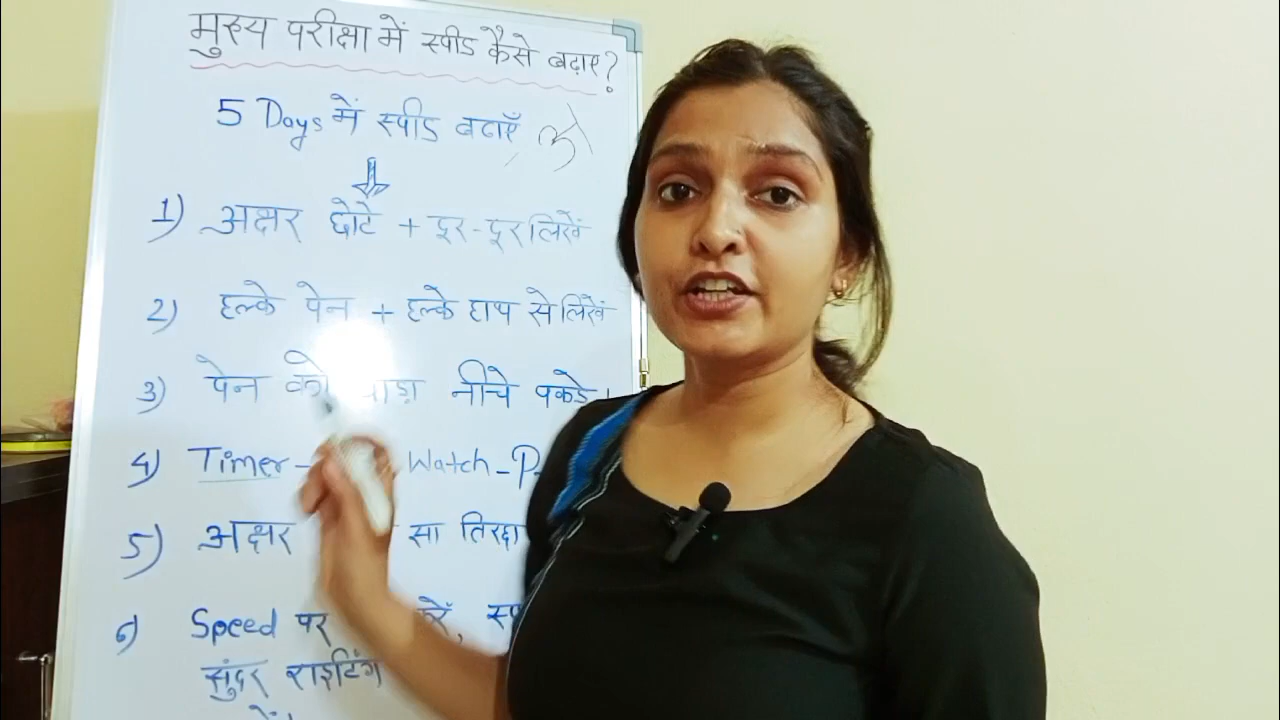 मुख्य परीक्षा में स्पीड कैसे बढ़ाए?
5 Days में स्पीड बढाएँ
1) अक्षर छोटे + दूर-दूर लिखें
2) हल्के पेन + हल्के हाथ से लिखें
3) पेन को नीचे पकडे।
4) Timer - Watch - P
5) अक्षर सा तिरछा
6) Speed पर करें,
सुंदर राइटिंग